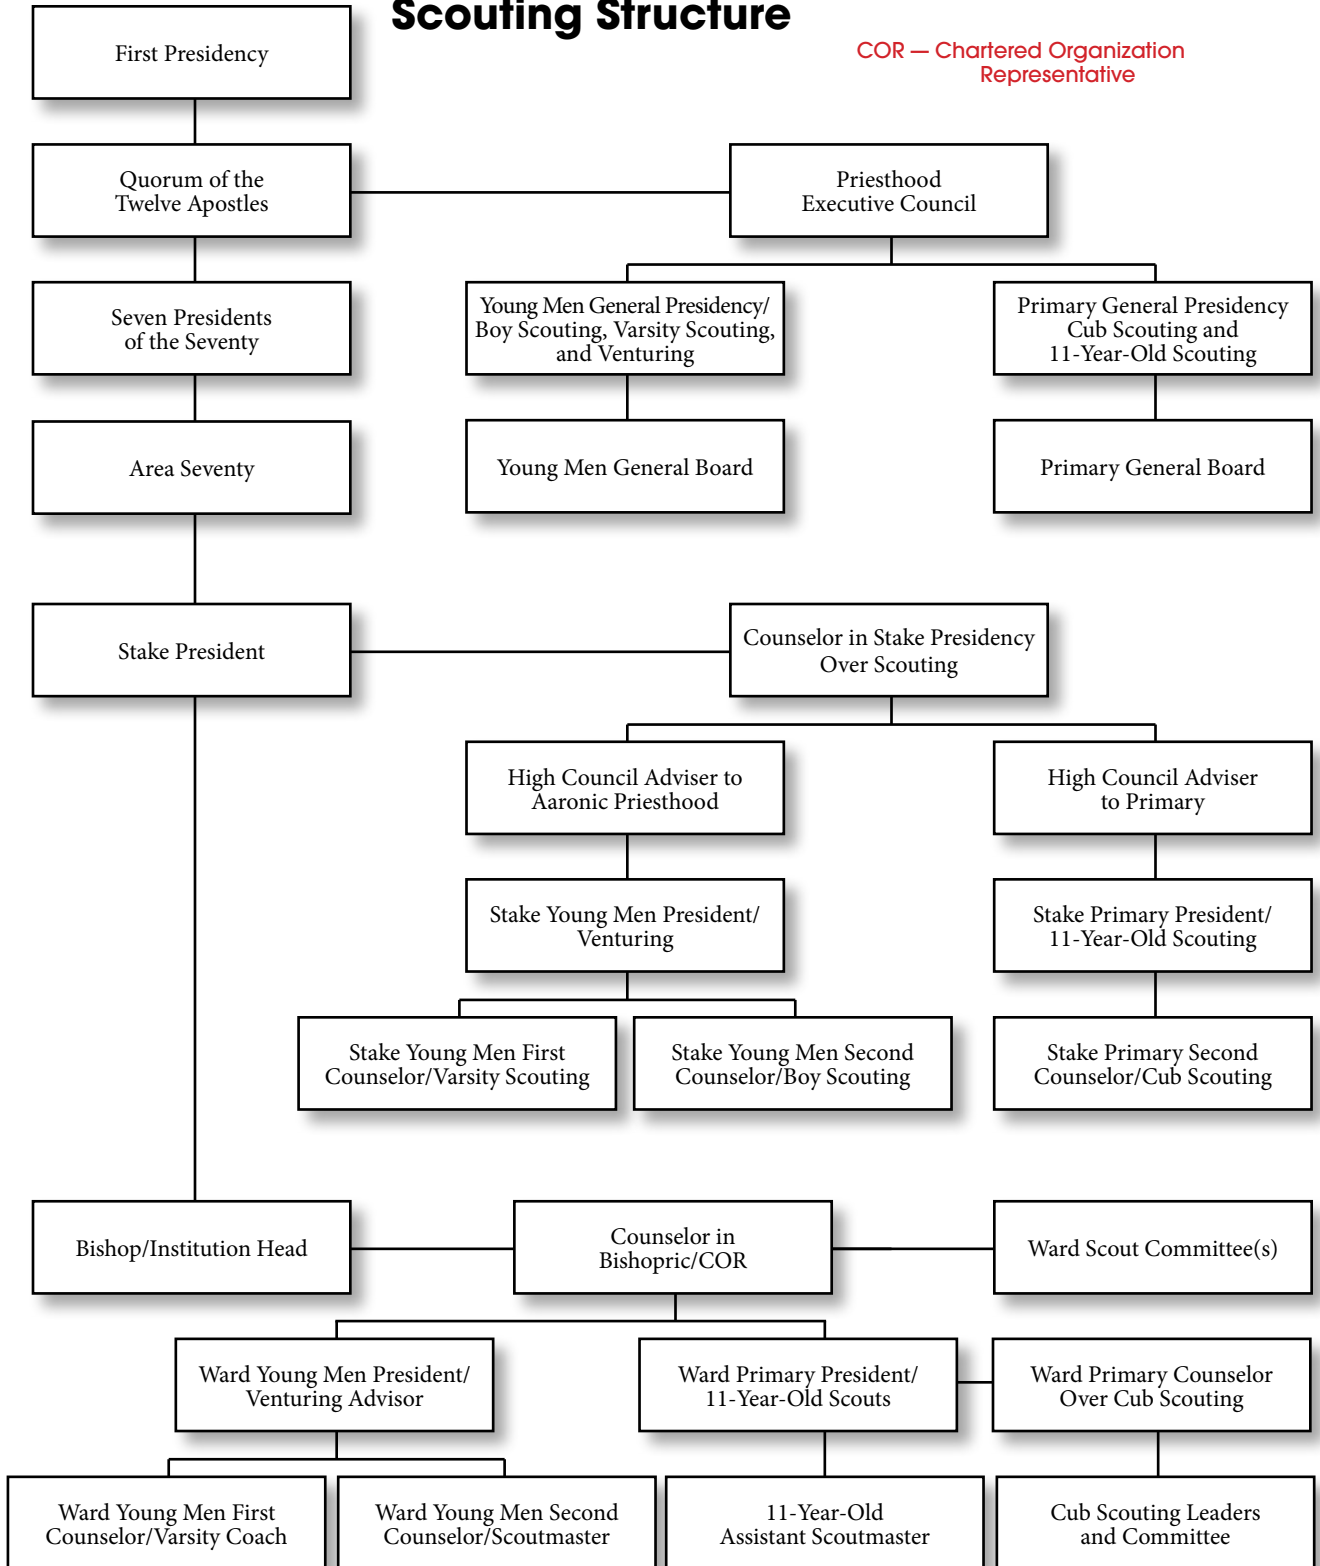 Scouting Structure
COR — Chartered Organization
Representative
First Presidency
Quorum of the
Twelve Apostles
Priesthood
Executive Council
Seven Presidents
of the Seventy
Young Men General Presidency/
Boy Scouting, Varsity Scouting,
and Venturing
Primary General Presidency
Cub Scouting and
11-Year-Old Scouting
Area Seventy
Young Men General Board
Primary General Board
Stake President
Counselor in Stake Presidency
Over Scouting
High Council Adviser to
Aaronic Priesthood
High Council Adviser
to Primary
Stake Young Men President/
Venturing
Stake Primary President/
11-Year-Old Scouting
Stake Young Men First
Counselor/Varsity Scouting
Stake Young Men Second
Counselor/Boy Scouting
Stake Primary Second
Counselor/Cub Scouting
Bishop/Institution Head
Counselor in
Bishopric/COR
Ward Scout Committee(s)
Ward Young Men President/
Venturing Advisor
Ward Primary President/
11-Year-Old Scouts
Ward Primary Counselor
Over Cub Scouting
Ward Young Men First
Counselor/Varsity Coach
Ward Young Men Second
Counselor/Scoutmaster
11-Year-Old
Assistant Scoutmaster
Cub Scouting Leaders
and Committee